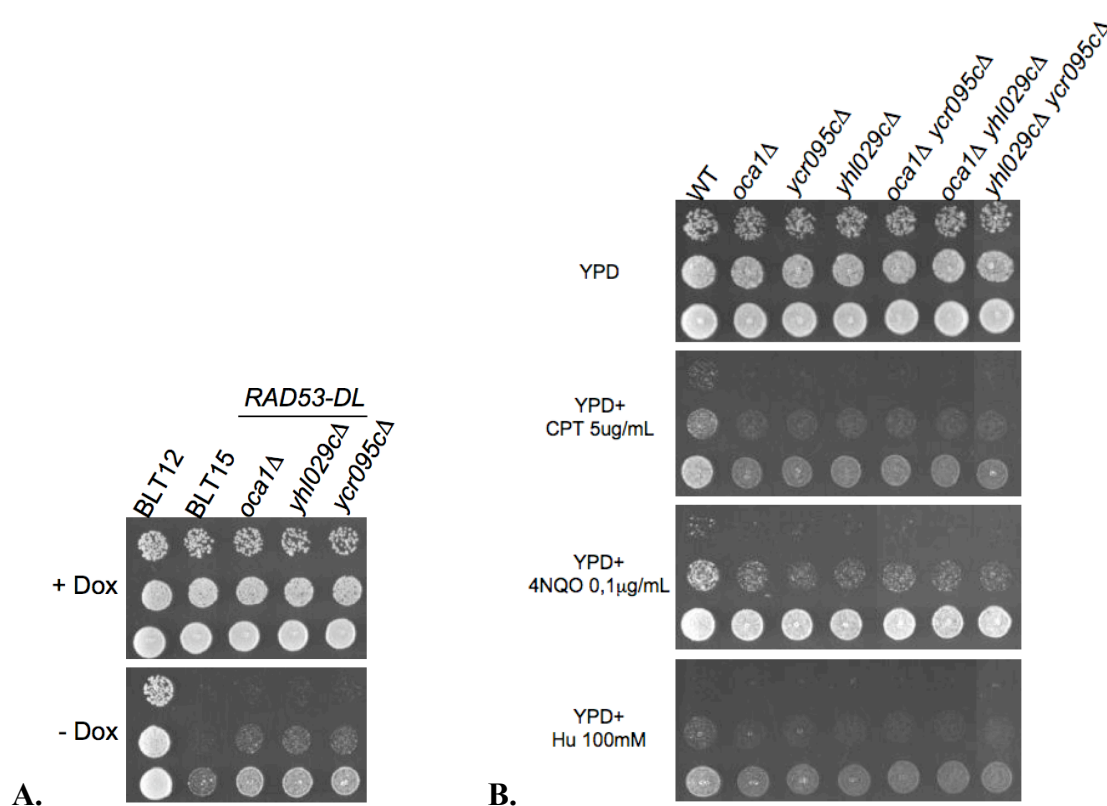 RAD53-DL
BLT12
BLT15
oca1Δ
yhl029cΔ
ycr095cΔ
+ Dox
- Dox
A.
WT
oca1Δ
ycr095cΔ
yhl029cΔ
oca1Δ ycr095cΔ
oca1Δ yhl029cΔ
yhl029cΔ ycr095cΔ
YPD
YPD+
CPT 5ug/mL
YPD+
4NQO 0,1µg/mL
YPD+
Hu 100mM
B.